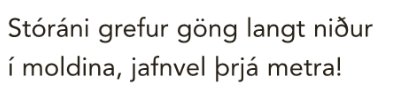 Stóráni grefur göng langt niður
í moldina, jafnvel þrjá metra!